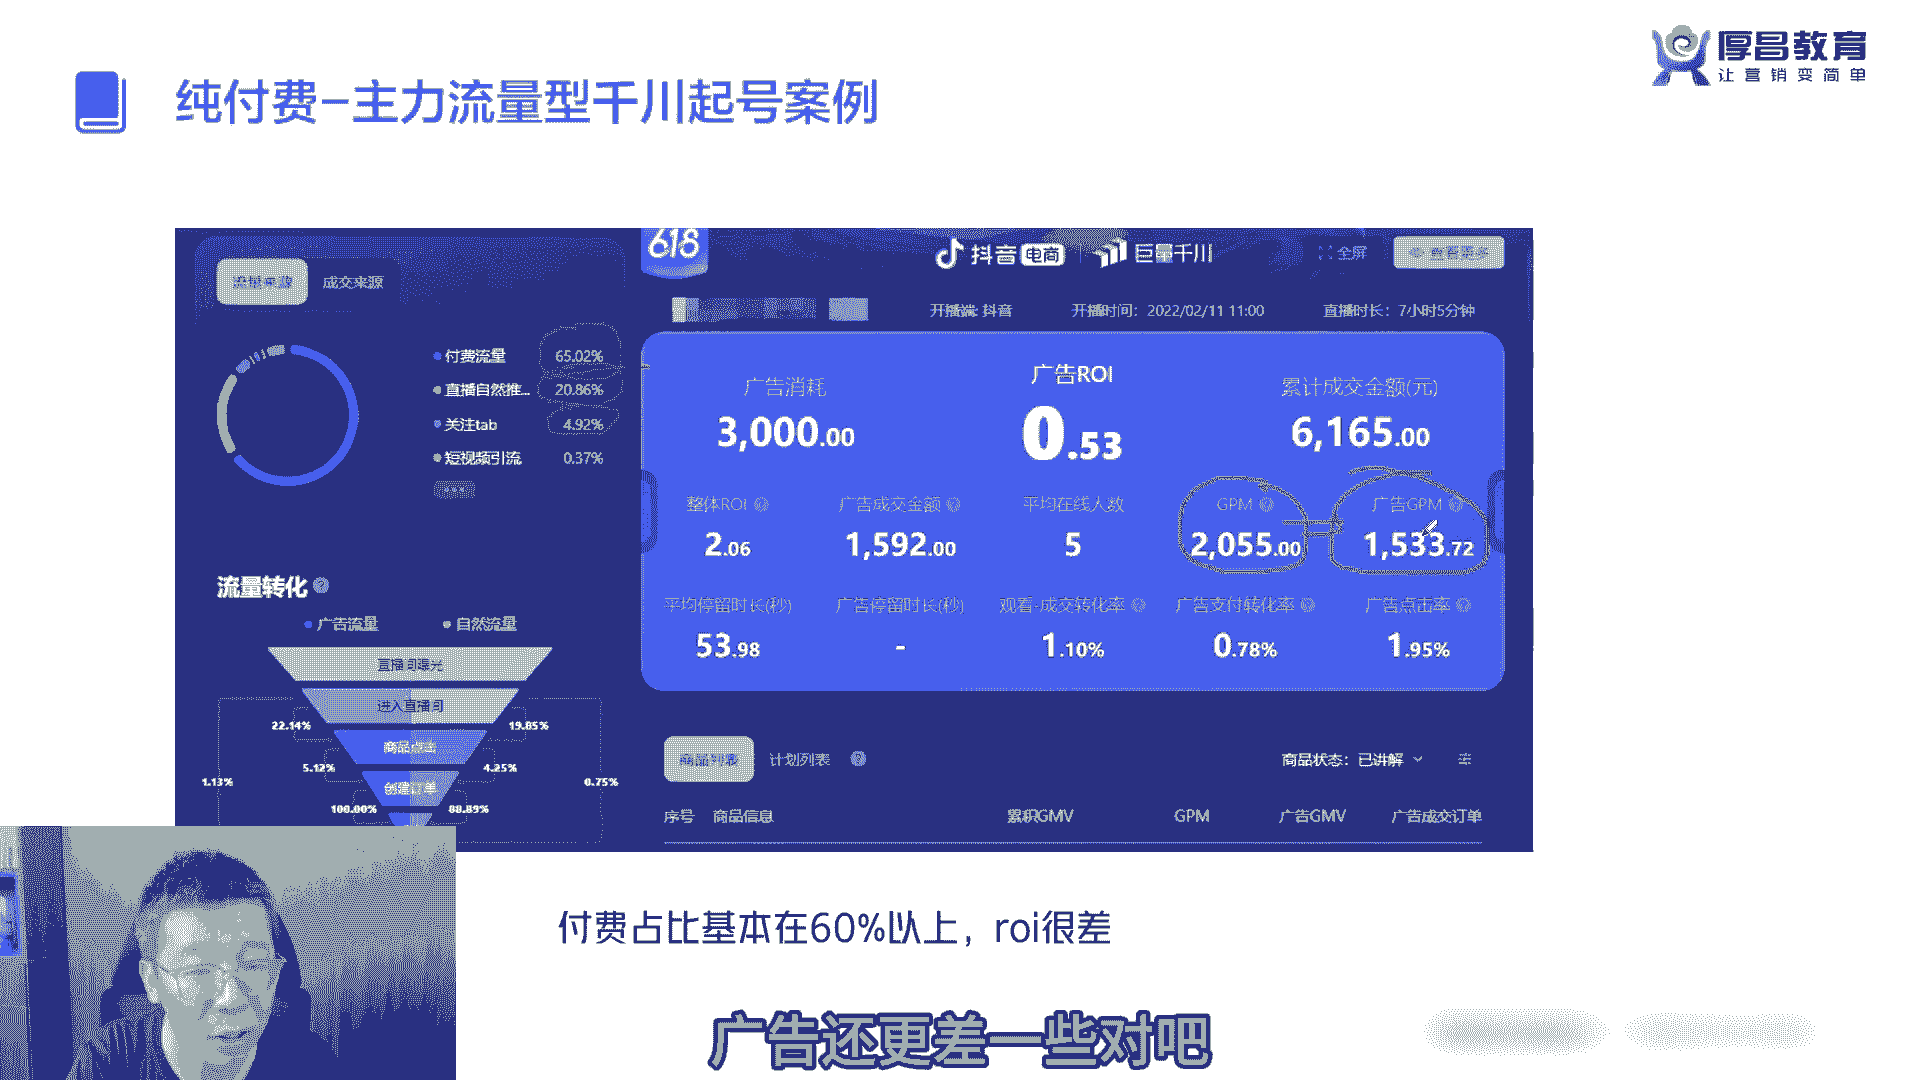 厚昌教育
让营销变简单
纯付费-主力流量型千川起号案例
618
抖音电商
巨量千川
全屏
流量来源
成交来源
开播端: 抖音
开播时间: 2022/02/11 11:00
直播时长: 7小时5分钟
付费流量 65.02%
直播自然推... 20.86%
关注tab 4.92%
短视频引流 0.37%
广告消耗
3,000.00
广告ROI
0.53
累计成交金额(元)
6,165.00
整体ROI
2.06
广告成交金额
1,592.00
平均在线人数
5
GPM
2,055.00
广告GPM
1,533.72
平均停留时长(秒)
53.98
广告停留时长(秒)
-
观看-成交转化率
1.10%
广告支付转化率
0.78%
广告点击率
1.95%
流量转化
广告流量 自然流量
直播间曝光
进入直播间
22.14% 19.85%
商品点击
5.12% 4.25%
1.13% 0.75%
创建订单
100.00% 88.89%
商品列表 计划列表
商品状态: 已讲解
序号 商品信息 累积GMV GPM 广告GMV 广告成交订单
付费占比基本在60%以上，roi很差
广告还更差一些对吧